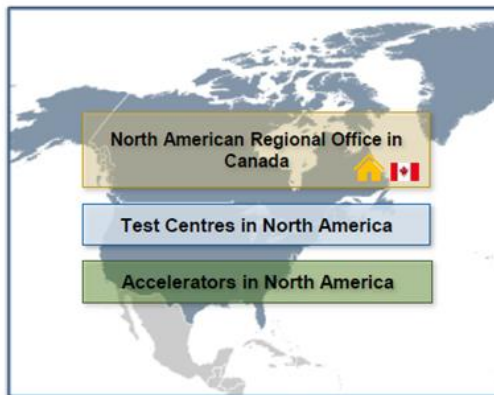 North American Regional Office in
Canada
Test Centres in North America
Accelerators in North America